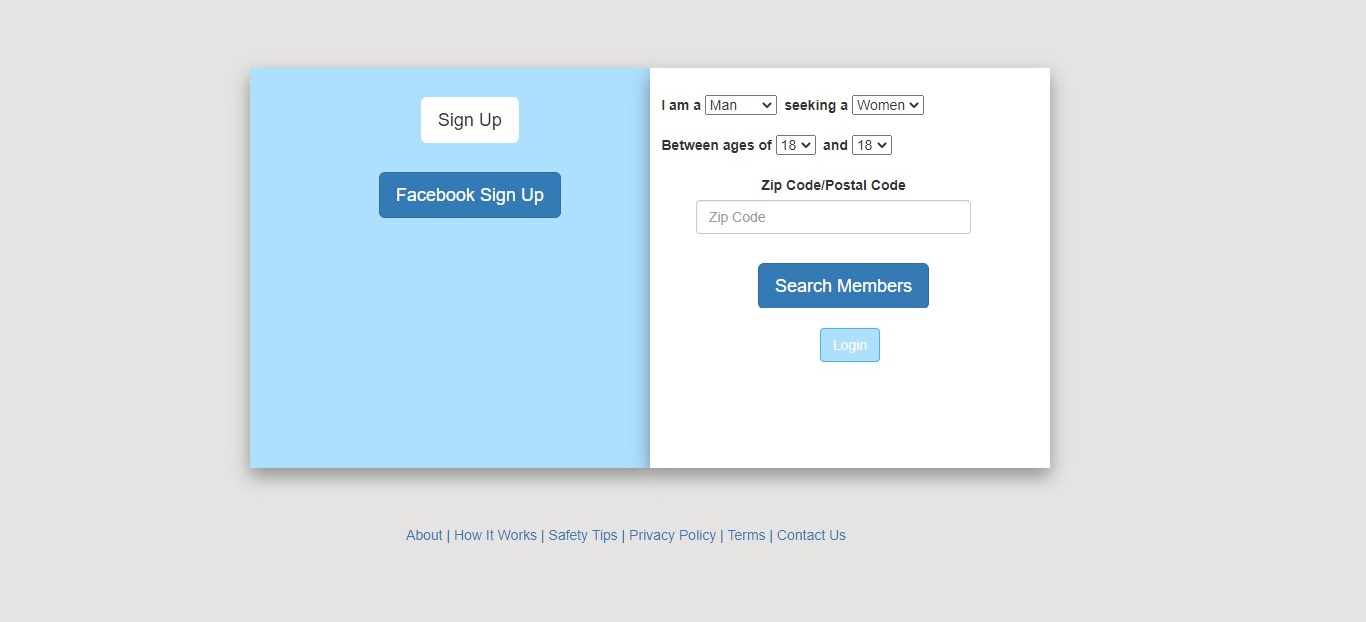 Sign Up
Facebook Sign Up
I am a Man seeking a Women
Between ages of 18 and 18
Zip Code/Postal Code
Zip Code
Search Members
Login
About | How It Works | Safety Tips | Privacy Policy | Terms | Contact Us